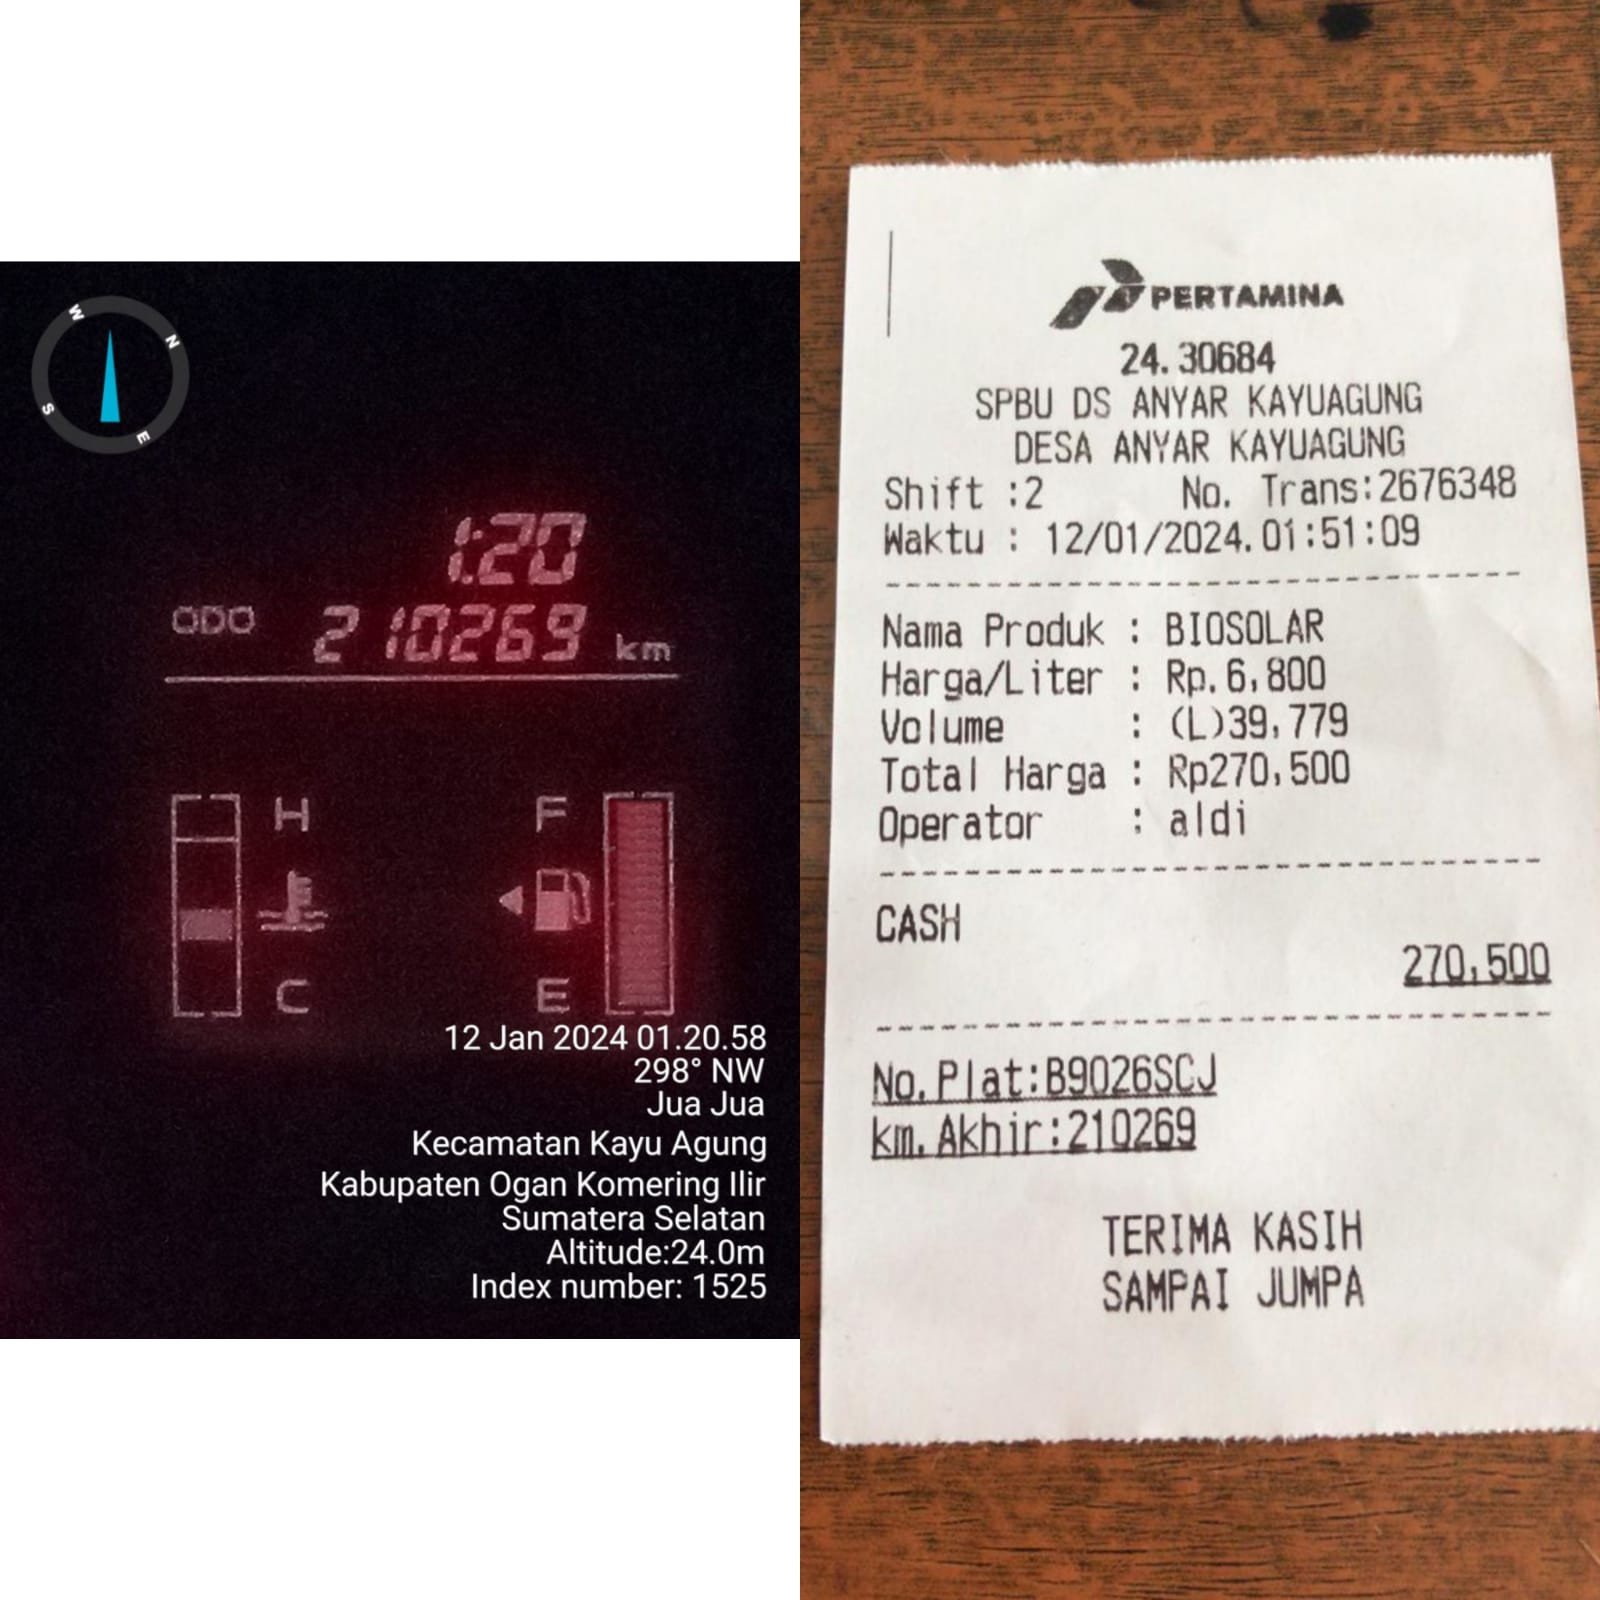 W
N
S
E
1:20
ODO 210269 km
H
F
C
E
12 Jan 2024 01.20.58
298° NW
Jua Jua
Kecamatan Kayu Agung
Kabupaten Ogan Komering Ilir
Sumatera Selatan
Altitude:24.0m
Index number: 1525
PERTAMINA
24.30684
SPBU DS ANYAR KAYUAGUNG
DESA ANYAR KAYUAGUNG
Shift :2 No. Trans:2676348
Waktu : 12/01/2024.01:51:09
Nama Produk : BIOSOLAR
Harga/Liter : Rp.6,800
Volume : (L)39,779
Total Harga : Rp270,500
Operator : aldi
CASH
270,500
No.Plat:B9026SCJ
km.Akhir:210269
TERIMA KASIH
SAMPAI JUMPA